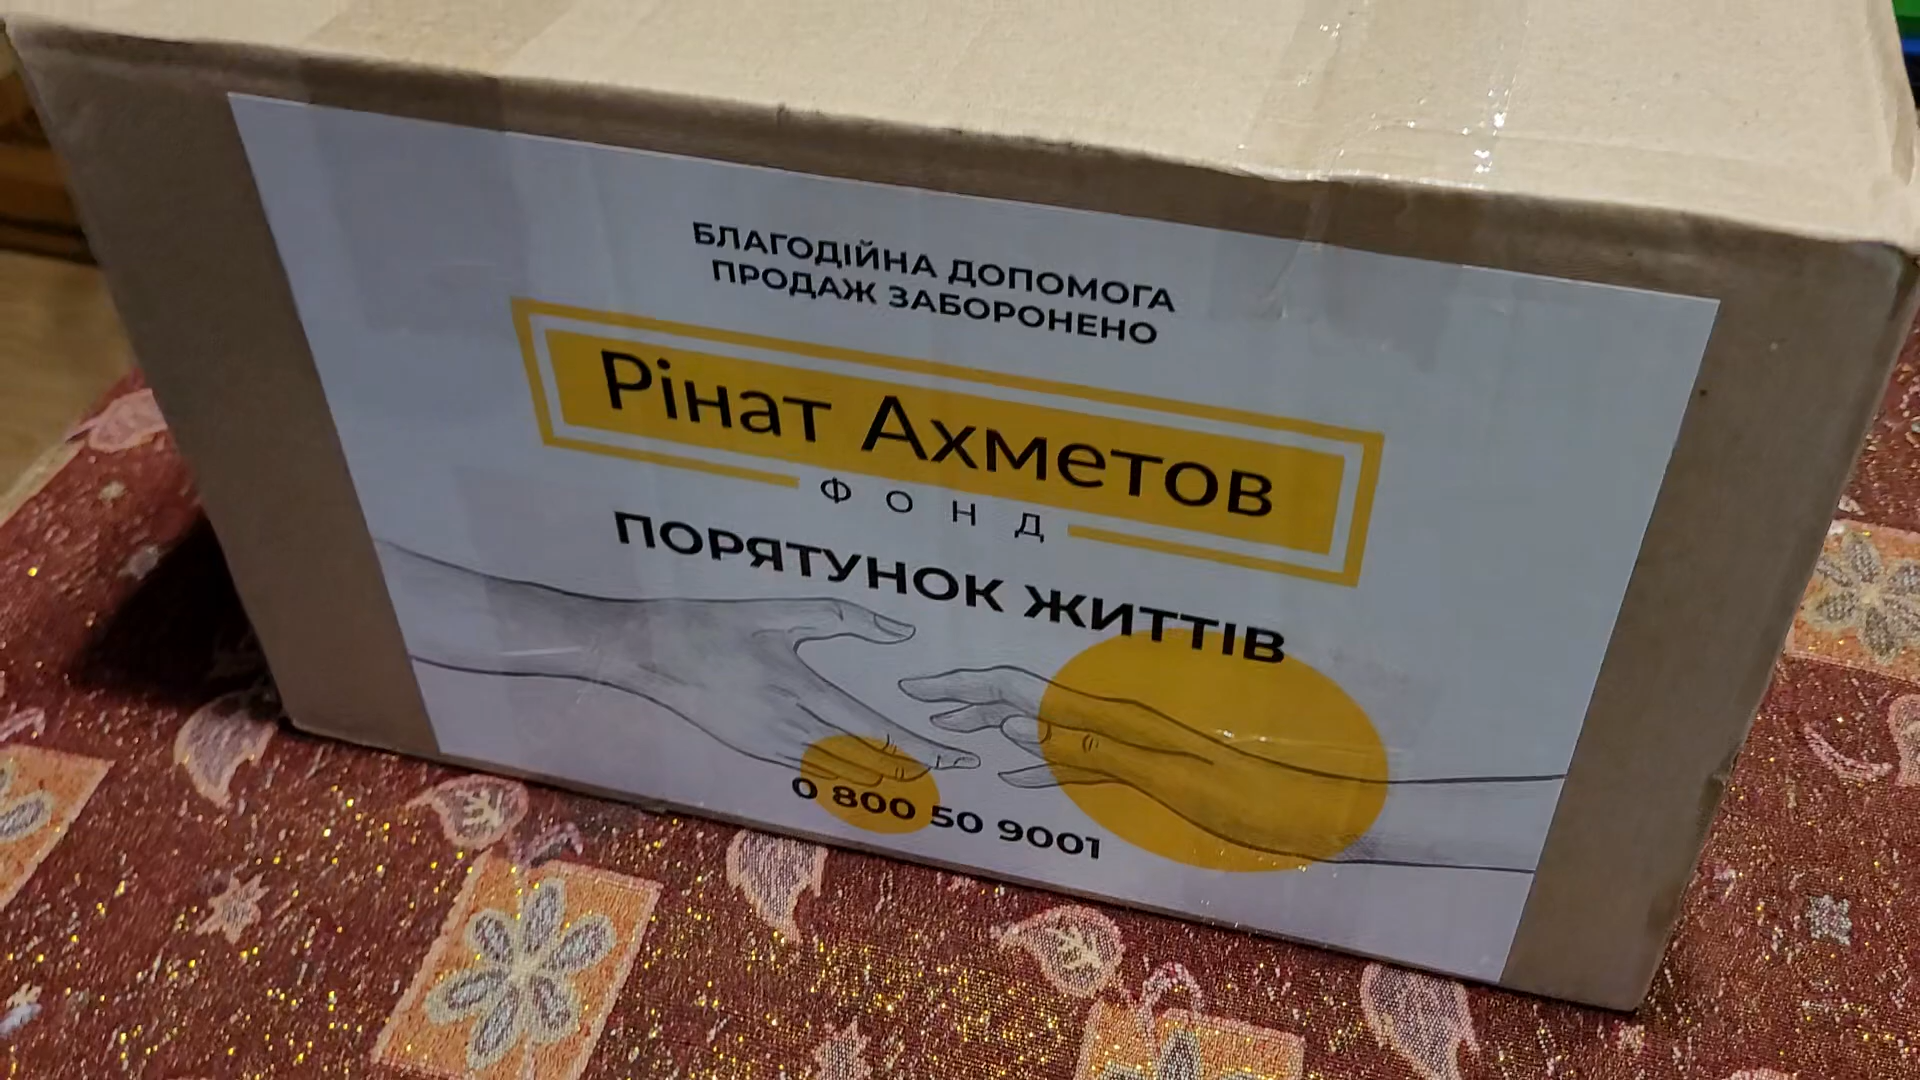 БЛАГОДІЙНА ДОПОМОГА
ПРОДАЖ ЗАБОРОНЕНО
Рінат Ахметов
ФОНД
ПОРЯТУНОК ЖИТТІВ
0 800 50 9001